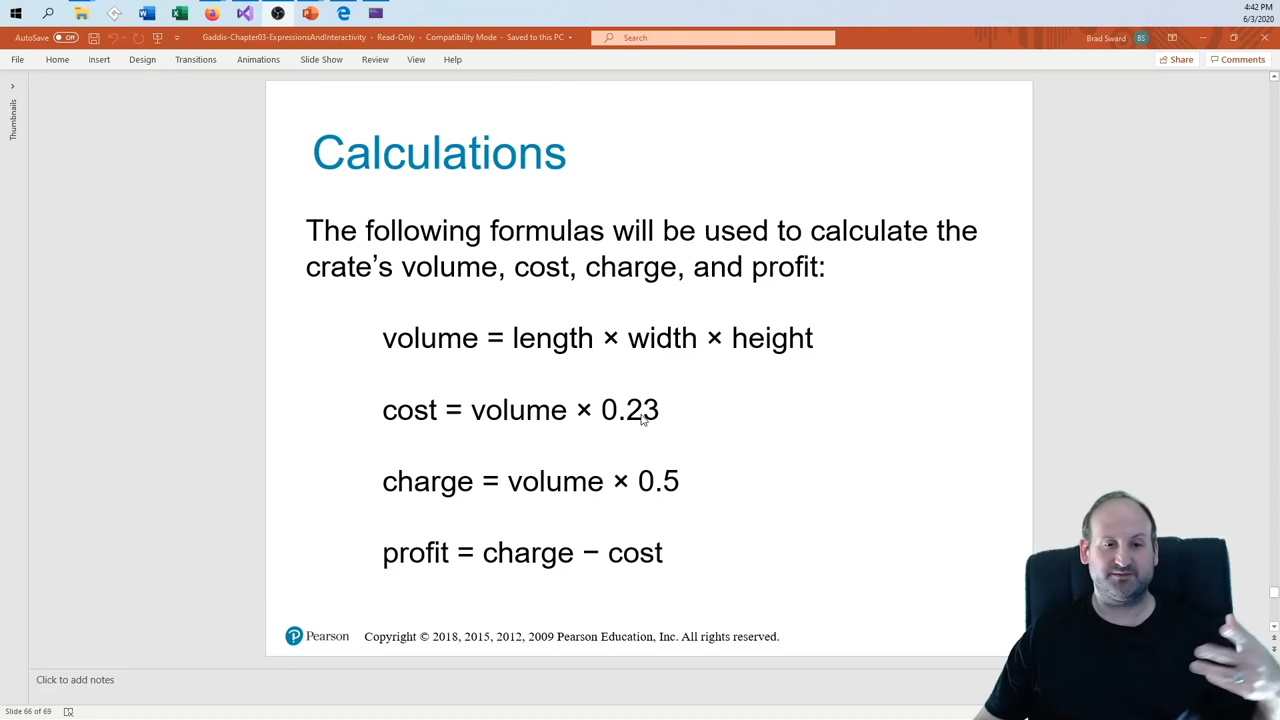 4:42 PM
6/3/2020
AutoSave Off
Gaddis-Chapter03-ExpressionsAndInteractivity - Read-Only - Compatibility Mode - Saved to this PC
Search
Brad Sward
BS
File Home Insert Design Transitions Animations Slide Show Review View Help
Share
Comments
Thumbnails
Calculations
The following formulas will be used to calculate the
crate's volume, cost, charge, and profit:
volume = length × width × height
cost = volume × 0.23
charge = volume × 0.5
profit = charge − cost
Pearson
Copyright © 2018, 2015, 2012, 2009 Pearson Education, Inc. All rights reserved.
Click to add notes
Slide 66 of 69